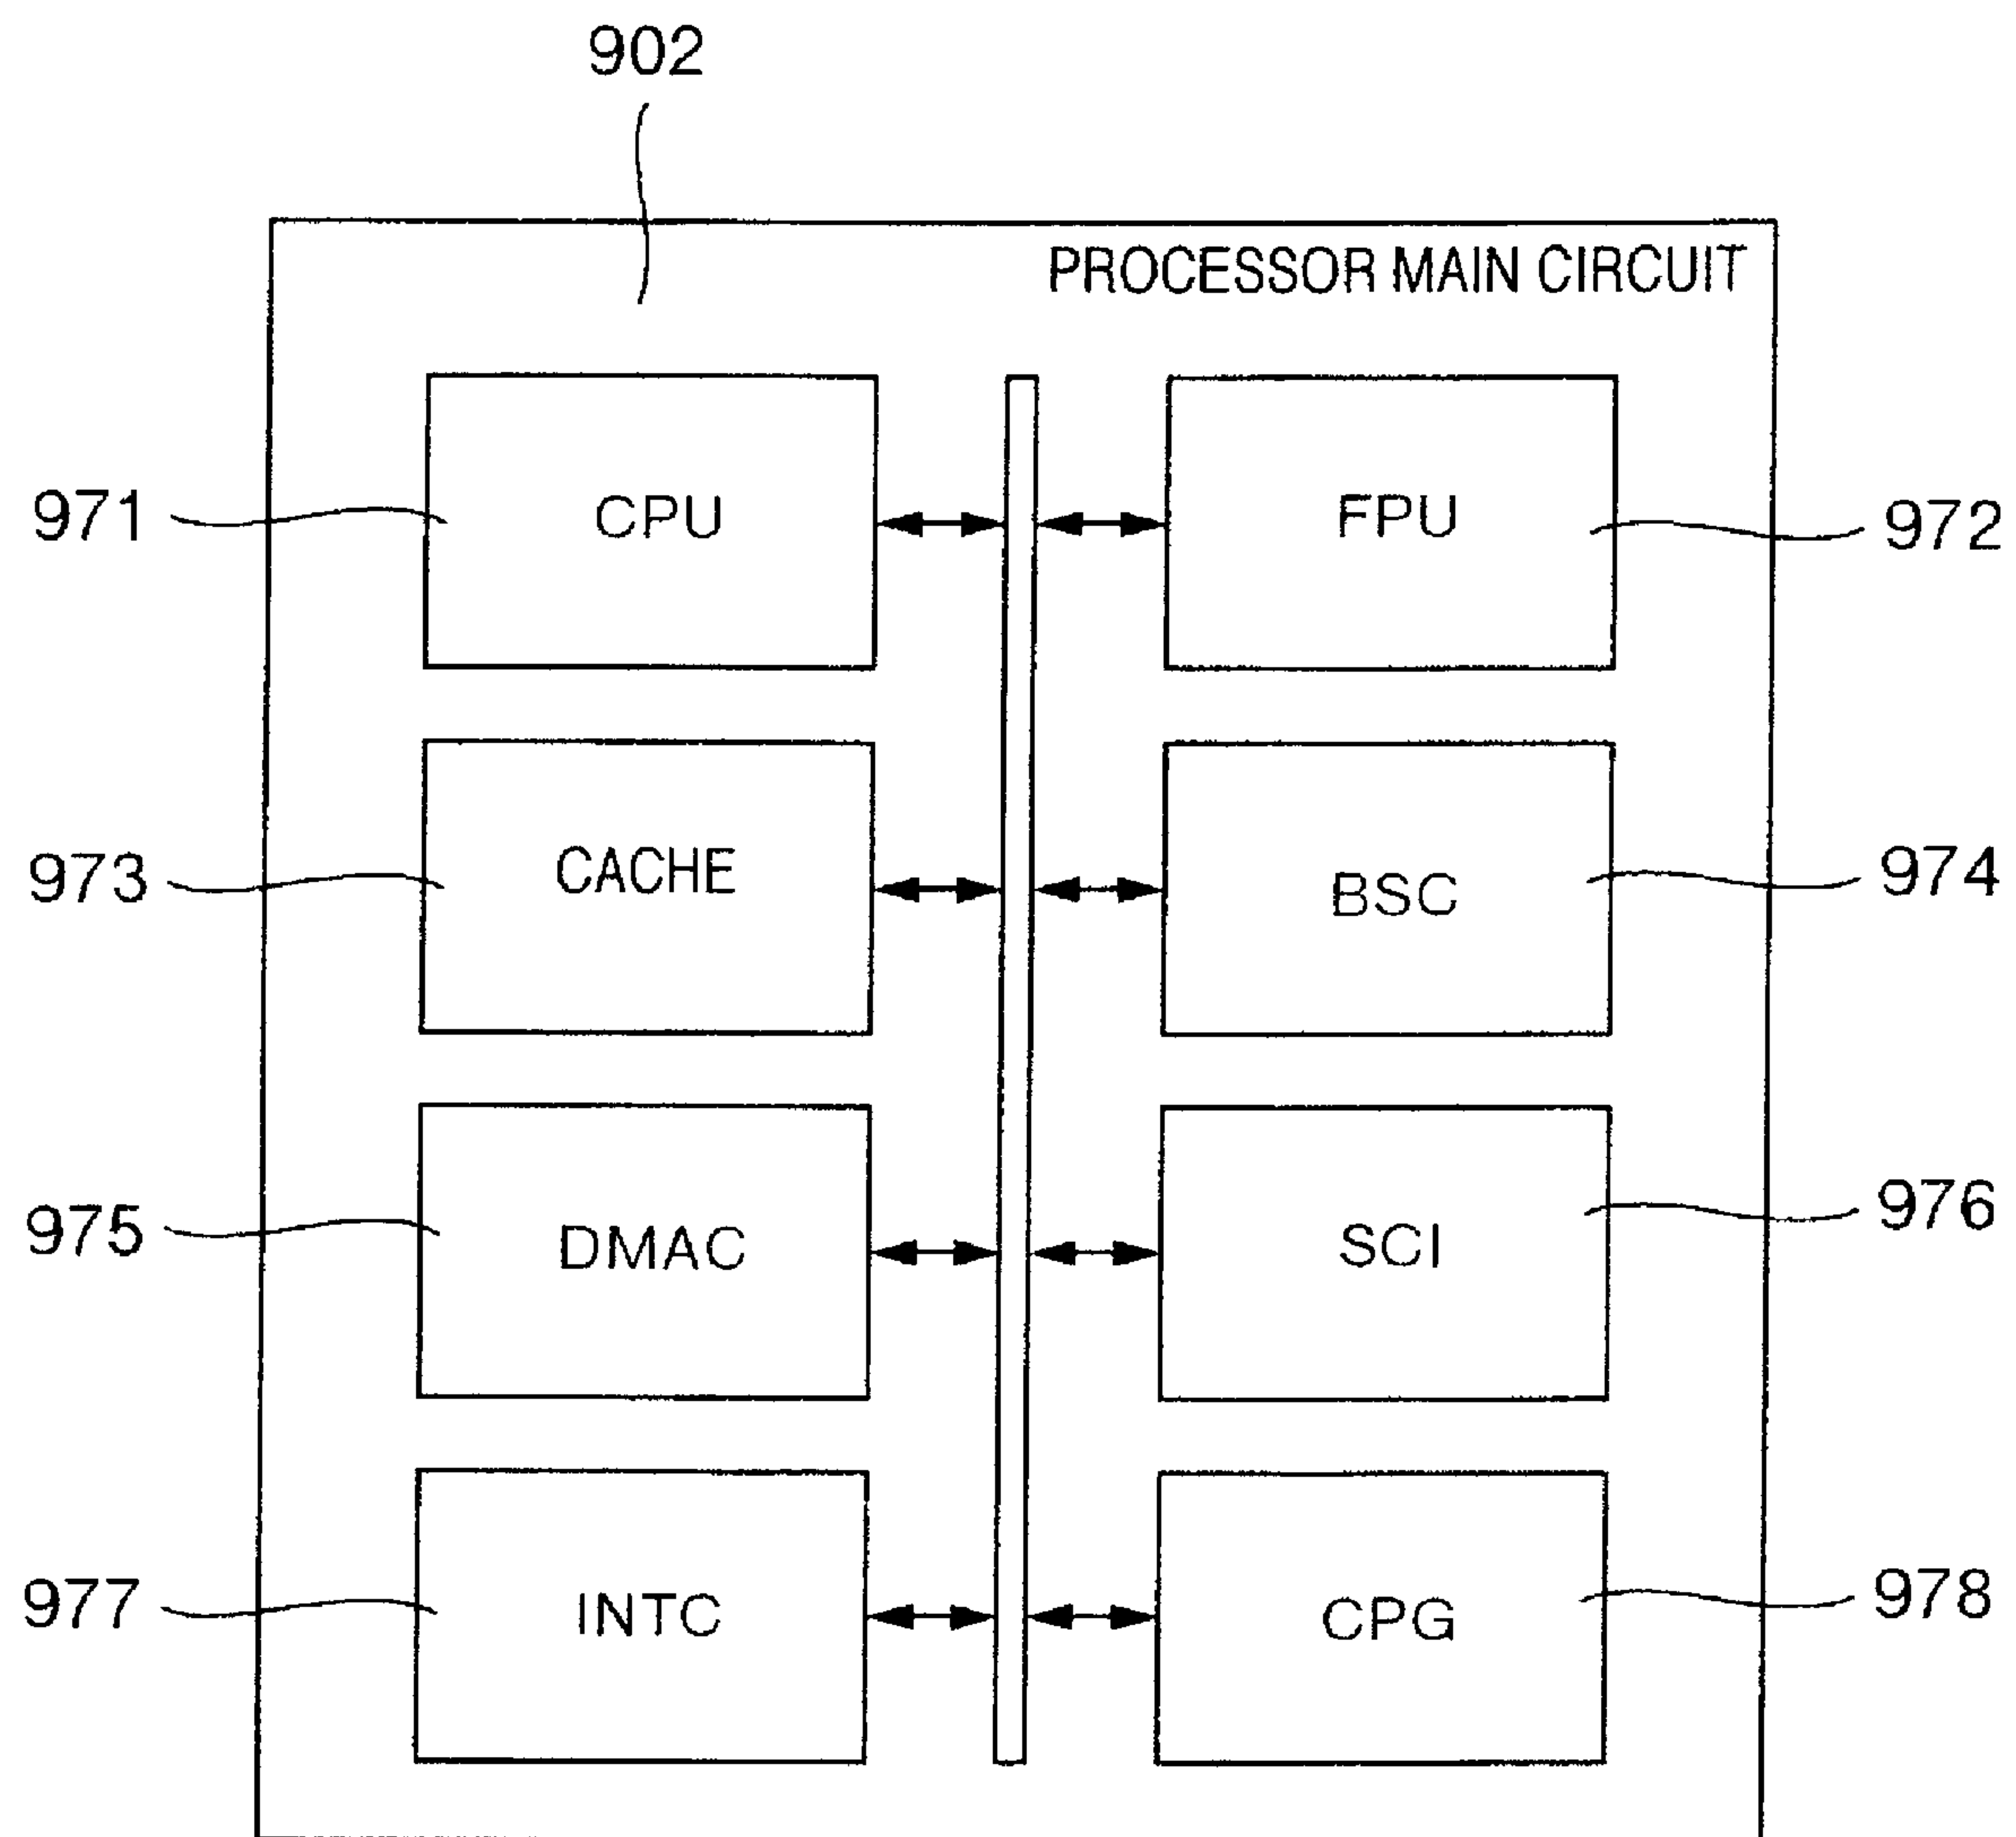 902
PROCESSOR MAIN CIRCUIT
971
CPU
FPU
972
973
CACHE
BSC
974
975
DMAC
SCI
976
977
INTC
CPG
978